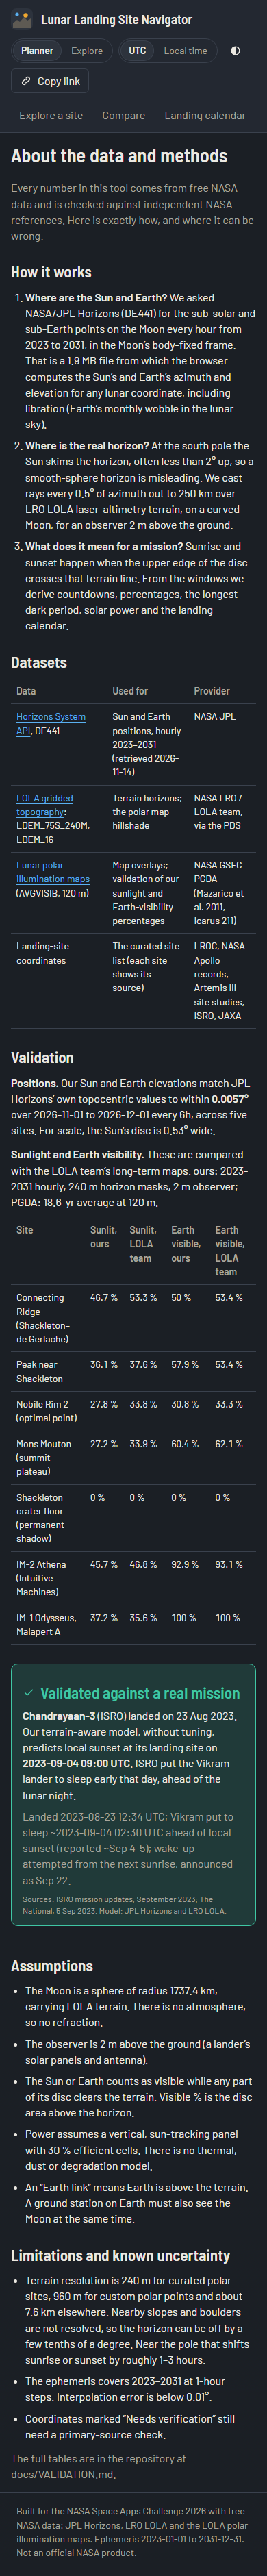 Lunar Landing Site Navigator
Planner Explore UTC Local time
Copy link
Explore a site Compare Landing calendar
About the data and methods
Every number in this tool comes from free NASA
data and is checked against independent NASA
references. Here is exactly how, and where it can be
wrong.
How it works
1. Where are the Sun and Earth? We asked
NASA/JPL Horizons (DE441) for the sub-solar and
sub-Earth points on the Moon every hour from
2023 to 2031, in the Moon's body-fixed frame.
That is a 1.9 MB file from which the browser
computes the Sun's and Earth's azimuth and
elevation for any lunar coordinate, including
libration (Earth's monthly wobble in the lunar
sky).
2. Where is the real horizon? At the south pole the
Sun skims the horizon, often less than 2° up, so a
smooth-sphere horizon is misleading. We cast
rays every 0.5° of azimuth out to 250 km over
LRO LOLA laser-altimetry terrain, on a curved
Moon, for an observer 2 m above the ground.
3. What does it mean for a mission? Sunrise and
sunset happen when the upper edge of the disc
crosses that terrain line. From the windows we
derive countdowns, percentages, the longest
dark period, solar power and the landing
calendar.
Datasets
Data Used for Provider
Horizons System
API, DE441
Sun and Earth
positions, hourly
2023–2031
(retrieved 2026-
11-14)
NASA JPL
LOLA gridded
topography:
LDEM_75S_240M,
LDEM_16
Terrain horizons;
the polar map
hillshade
NASA LRO /
LOLA team,
via the PDS
Lunar polar
illumination maps
(AVGVISIB, 120 m)
Map overlays;
validation of our
sunlight and
Earth-visibility
percentages
NASA GSFC
PGDA
(Mazarico et
al. 2011,
Icarus 211)
Landing-site
coordinates
The curated site
list (each site
shows its
source)
LROC, NASA
Apollo
records,
Artemis III
site studies,
ISRO, JAXA
Validation
Positions. Our Sun and Earth elevations match JPL
Horizons' own topocentric values to within 0.0057°
over 2026-11-01 to 2026-12-01 every 6h, across five
sites. For scale, the Sun's disc is 0.53° wide.
Sunlight and Earth visibility. These are compared
with the LOLA team's long-term maps. ours: 2023-
2031 hourly, 240 m horizon masks, 2 m observer;
PGDA: 18.6-yr average at 120 m.
Site
Sunlit,
ours
Sunlit,
LOLA
team
Earth
visible,
ours
Earth
visible,
LOLA
team
Connecting
Ridge
(Shackleton–
de Gerlache)
46.7 % 53.3 % 50 % 53.4 %
Peak near
Shackleton
36.1 % 37.6 % 57.9 % 53.4 %
Nobile Rim 2
(optimal point)
27.8 % 33.8 % 30.8 % 33.3 %
Mons Mouton
(summit
plateau)
27.2 % 33.9 % 60.4 % 62.1 %
Shackleton
crater floor
(permanent
shadow)
0 % 0 % 0 % 0 %
IM-2 Athena
(Intuitive
Machines)
45.7 % 46.8 % 92.9 % 93.1 %
IM-1 Odysseus,
Malapert A
37.2 % 35.6 % 100 % 100 %
Validated against a real mission
Chandrayaan-3 (ISRO) landed on 23 Aug 2023.
Our terrain-aware model, without tuning,
predicts local sunset at its landing site on
2023-09-04 09:00 UTC. ISRO put the Vikram
lander to sleep early that day, ahead of the
lunar night.
Landed 2023-08-23 12:34 UTC; Vikram put to
sleep ~2023-09-04 02:30 UTC ahead of local
sunset (reported ~Sep 4-5); wake-up
attempted from the next sunrise, announced
as Sep 22.
Sources: ISRO mission updates, September 2023; The
National, 5 Sep 2023. Model: JPL Horizons and LRO LOLA.
Assumptions
• The Moon is a sphere of radius 1737.4 km,
carrying LOLA terrain. There is no atmosphere,
so no refraction.
• The observer is 2 m above the ground (a lander's
solar panels and antenna).
• The Sun or Earth counts as visible while any part
of its disc clears the terrain. Visible % is the disc
area above the horizon.
• Power assumes a vertical, sun-tracking panel
with 30 % efficient cells. There is no thermal,
dust or degradation model.
• An "Earth link" means Earth is above the terrain.
A ground station on Earth must also see the
Moon at the same time.
Limitations and known uncertainty
• Terrain resolution is 240 m for curated polar
sites, 960 m for custom polar points and about
7.6 km elsewhere. Nearby slopes and boulders
are not resolved, so the horizon can be off by a
few tenths of a degree. Near the pole that shifts
sunrise or sunset by roughly 1–3 hours.
• The ephemeris covers 2023–2031 at 1-hour
steps. Interpolation error is below 0.01°.
• Coordinates marked "Needs verification" still
need a primary-source check.
The full tables are in the repository at
docs/VALIDATION.md.
Built for the NASA Space Apps Challenge 2026 with free
NASA data: JPL Horizons, LRO LOLA and the LOLA polar
illumination maps. Ephemeris 2023-01-01 to 2031-12-31.
Not an official NASA product.